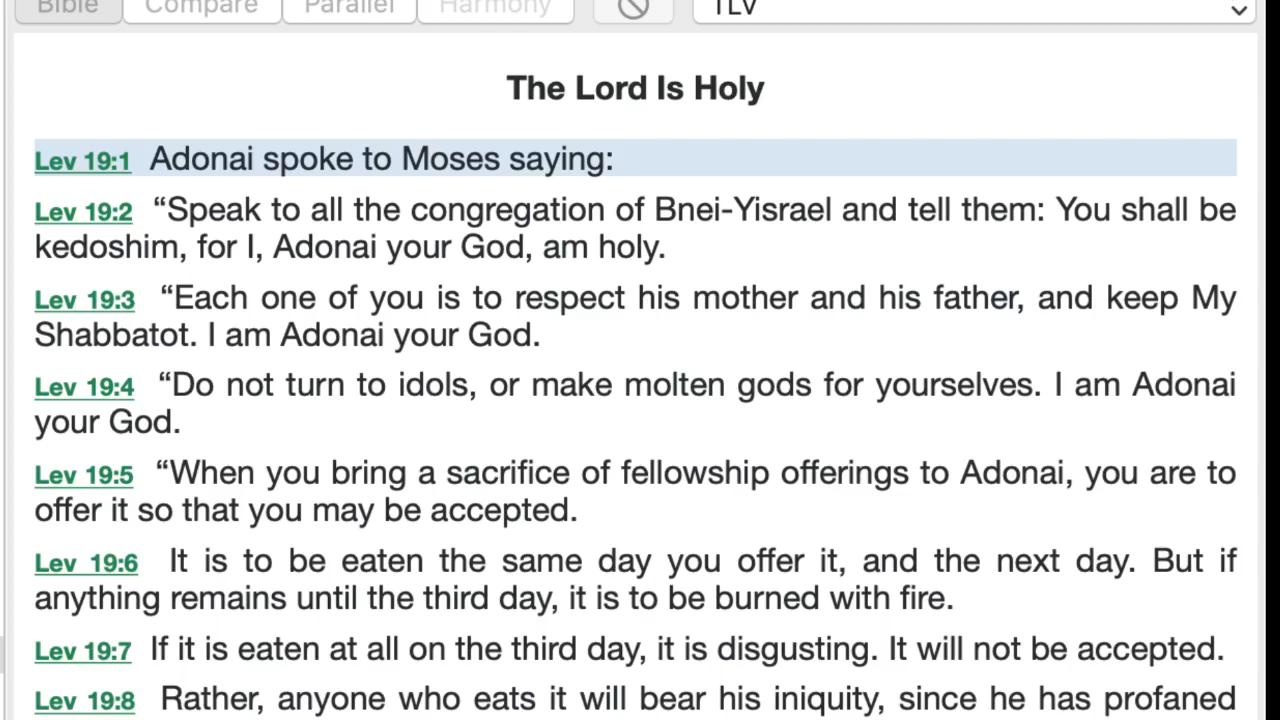 Bible Compare Parallel Harmony TLV
The Lord Is Holy
Lev 19:1 Adonai spoke to Moses saying:
Lev 19:2 “Speak to all the congregation of Bnei-Yisrael and tell them: You shall be
kedoshim, for I, Adonai your God, am holy.
Lev 19:3 “Each one of you is to respect his mother and his father, and keep My
Shabbatot. I am Adonai your God.
Lev 19:4 “Do not turn to idols, or make molten gods for yourselves. I am Adonai
your God.
Lev 19:5 “When you bring a sacrifice of fellowship offerings to Adonai, you are to
offer it so that you may be accepted.
Lev 19:6 It is to be eaten the same day you offer it, and the next day. But if
anything remains until the third day, it is to be burned with fire.
Lev 19:7 If it is eaten at all on the third day, it is disgusting. It will not be accepted.
Lev 19:8 Rather, anyone who eats it will bear his iniquity, since he has profaned